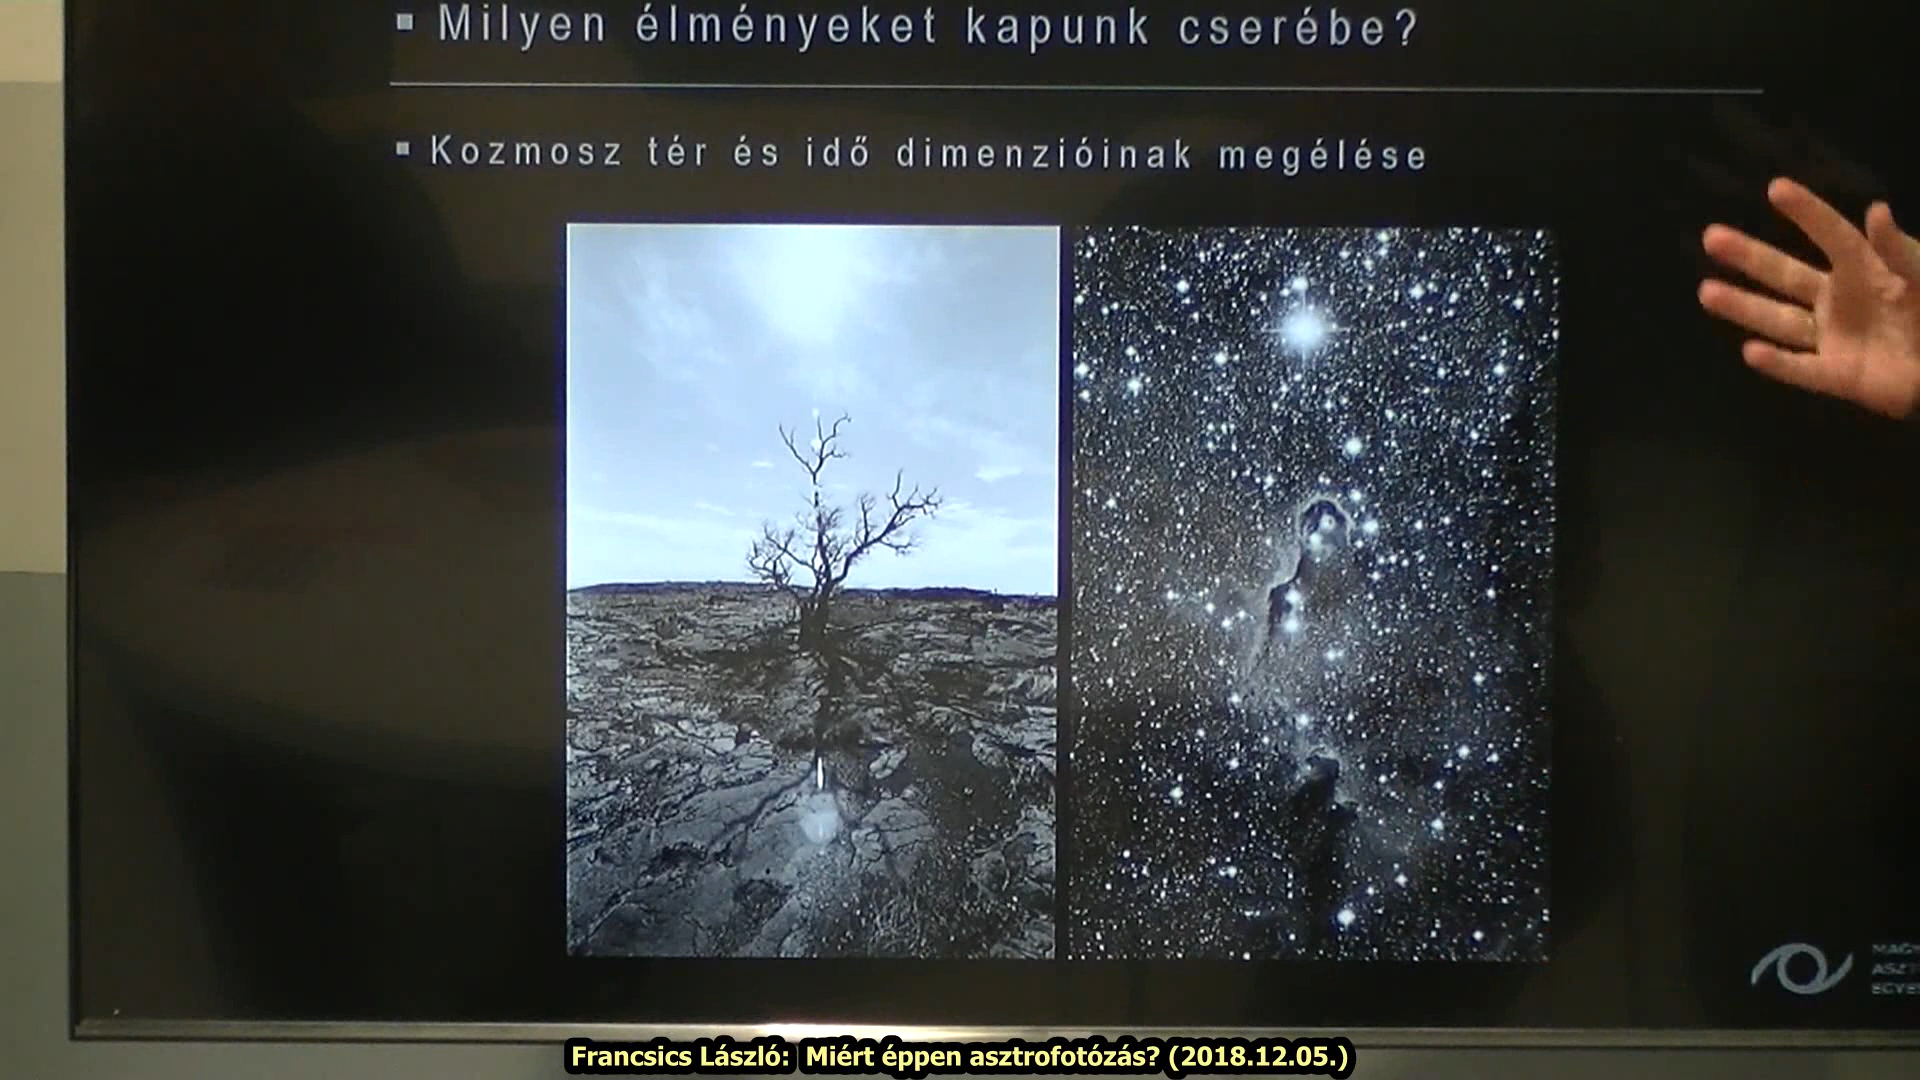 ▪ Milyen élményeket kapunk cserébe?
▪ Kozmosz tér és idő dimenzióinak megélése
Francsics László: Miért éppen asztrofotózás? (2018.12.05.)